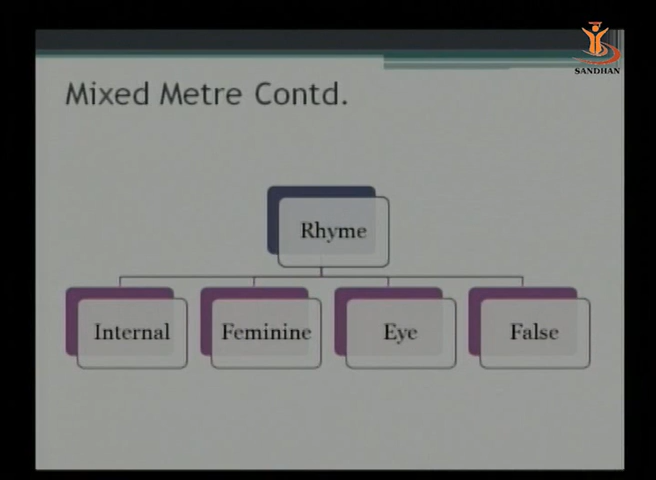 SANDHAN
Mixed Metre Contd.
Rhyme
Internal
Feminine
Eye
False